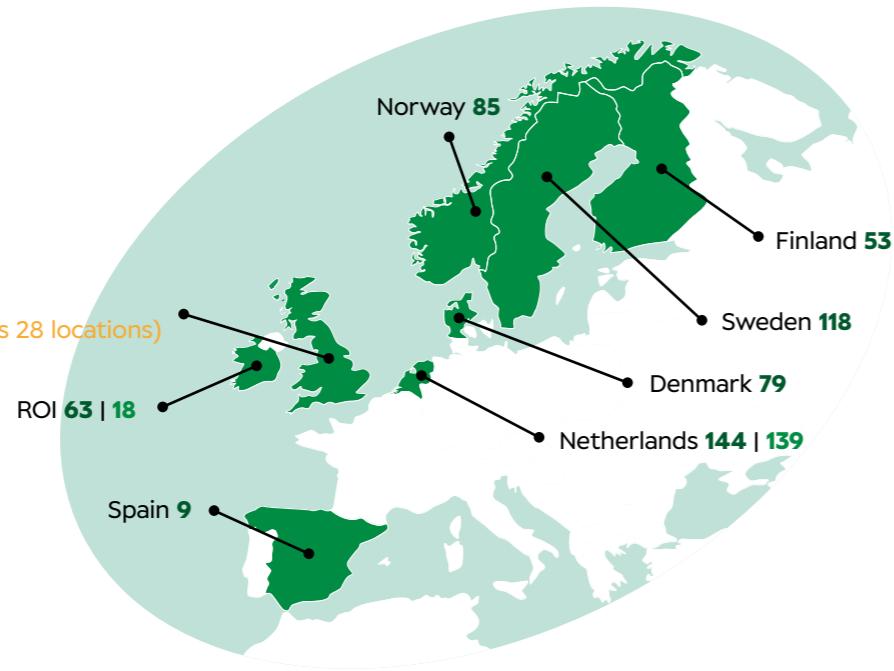 Norway 85
Finland 53
s 28 locations)
Sweden 118
Denmark 79
ROI 63 | 18
Netherlands 144 | 139
Spain 9